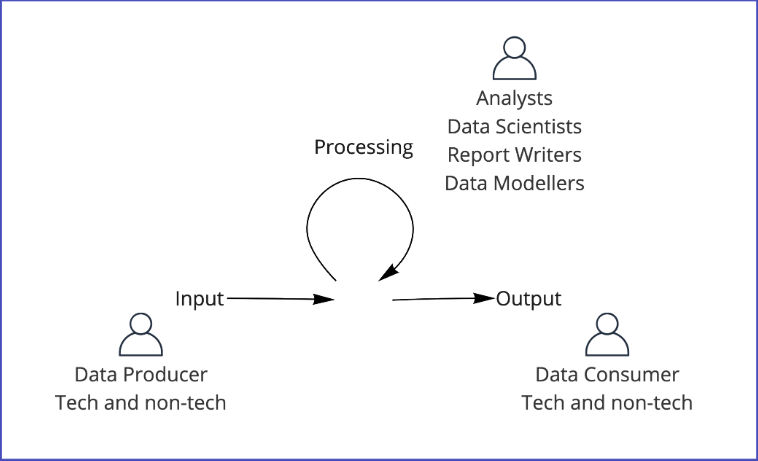 Analysts
Data Scientists
Report Writers
Data Modellers
Processing
Input
Output
Data Producer
Tech and non-tech
Data Consumer
Tech and non-tech